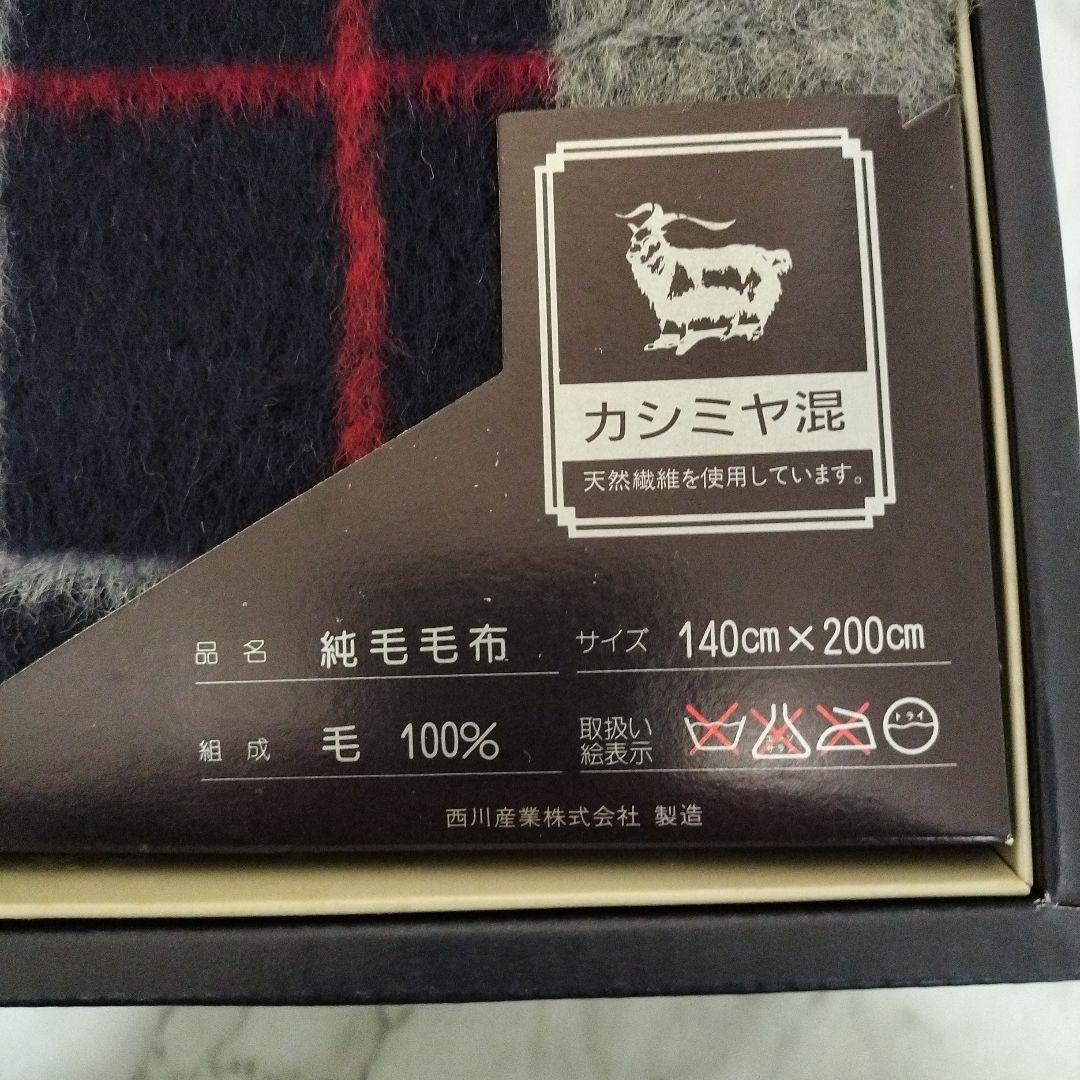 カシミヤ混
天然繊維を使用しています。
品名 純毛毛布 サイズ 140cm×200cm
組成 毛 100% 取扱い
絵表示
ドライ
西川産業株式会社 製造